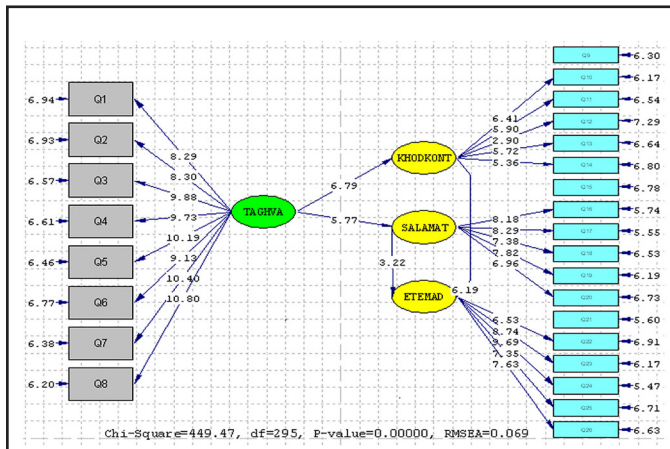 6.94 Q1
6.93 Q2
6.57 Q3
6.61 Q4
6.46 Q5
6.77 Q6
6.38 Q7
6.20 Q8
8.29
8.30
9.88
9.73
10.19
9.13
10.40
10.80
TAGHVA
6.79
5.77
KHODKONT
SALAMAT
ETEMAD
3.22
6.19
6.41
5.90
2.90
5.72
5.36
8.18
8.29
7.38
7.82
6.96
6.53
8.74
9.69
7.35
7.63
Q9 6.30
Q10 6.17
Q11 6.54
Q12 7.29
Q13 6.64
Q14 6.80
Q15 6.78
Q16 5.74
Q17 5.55
Q18 6.53
Q19 6.19
Q20 6.73
Q21 5.60
Q22 6.91
Q23 6.17
Q24 5.47
Q25 6.71
Q26 6.63
Chi-Square=449.47, df=295, P-value=0.00000, RMSEA=0.069